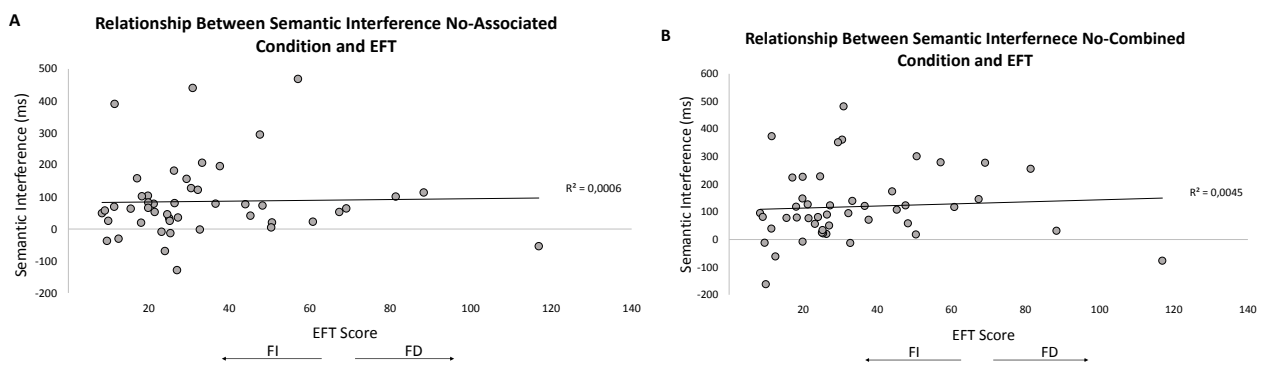 A
Relationship Between Semantic Interference No-Associated
Condition and EFT
Semantic Interference (ms)
500
400
300
200
100
0
-100
-200
R² = 0,0006
20
40
60
80
100
120
140
EFT Score
FI
FD
B
Relationship Between Semantic Interfernece No-Combined
Condition and EFT
Semantic Interference (ms)
600
500
400
300
200
100
0
-100
-200
R² = 0,0045
20
40
60
80
100
120
140
EFT Score
FI
FD